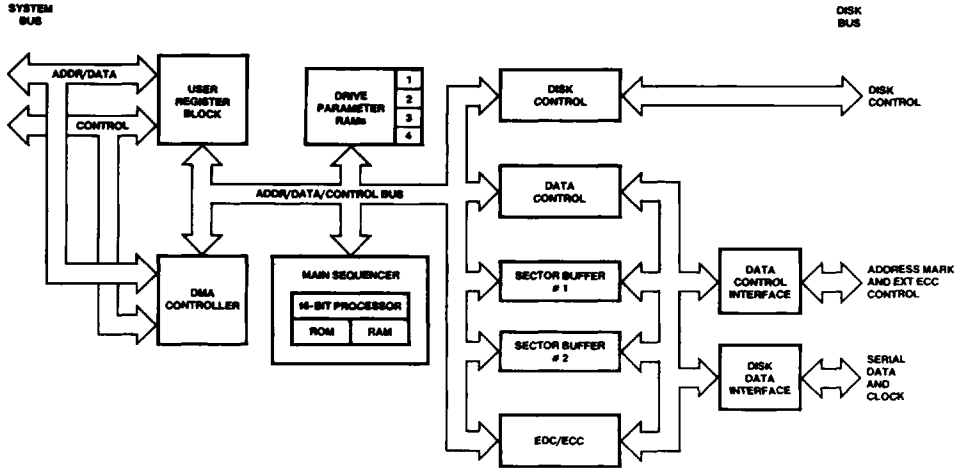 SYSTEM
BUS
DISK
BUS
ADDR/DATA
CONTROL
USER
REGISTER
BLOCK
DRIVE
PARAMETER
RAMs
1
2
3
4
DISK
CONTROL
DISK
CONTROL
ADDR/DATA/CONTROL BUS
DATA
CONTROL
DMA
CONTROLLER
MAIN SEQUENCER
16-BIT PROCESSOR
ROM
RAM
SECTOR BUFFER
# 1
SECTOR BUFFER
# 2
EDC/ECC
DATA
CONTROL
INTERFACE
ADDRESS MARK
AND EXT ECC
CONTROL
DISK
DATA
INTERFACE
SERIAL
DATA
AND
CLOCK